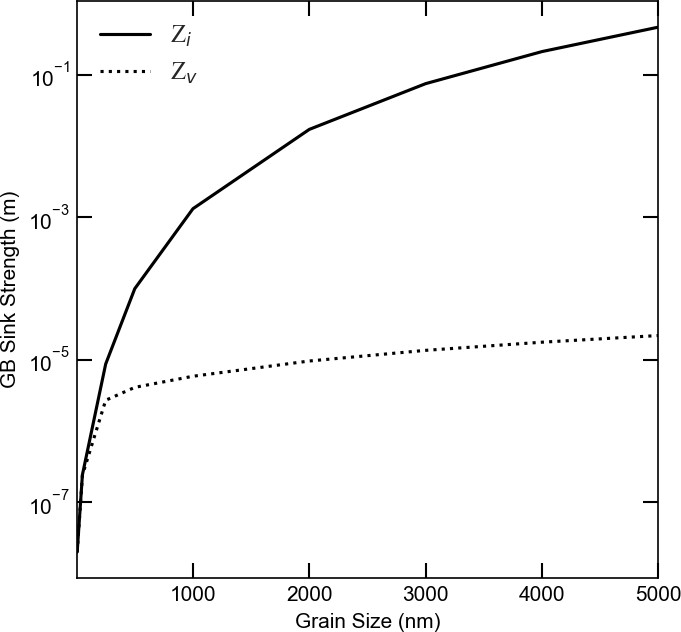 Z_i
Z_v
10^−1
10^−3
10^−5
10^−7
GB Sink Strength (m)
1000 2000 3000 4000 5000
Grain Size (nm)